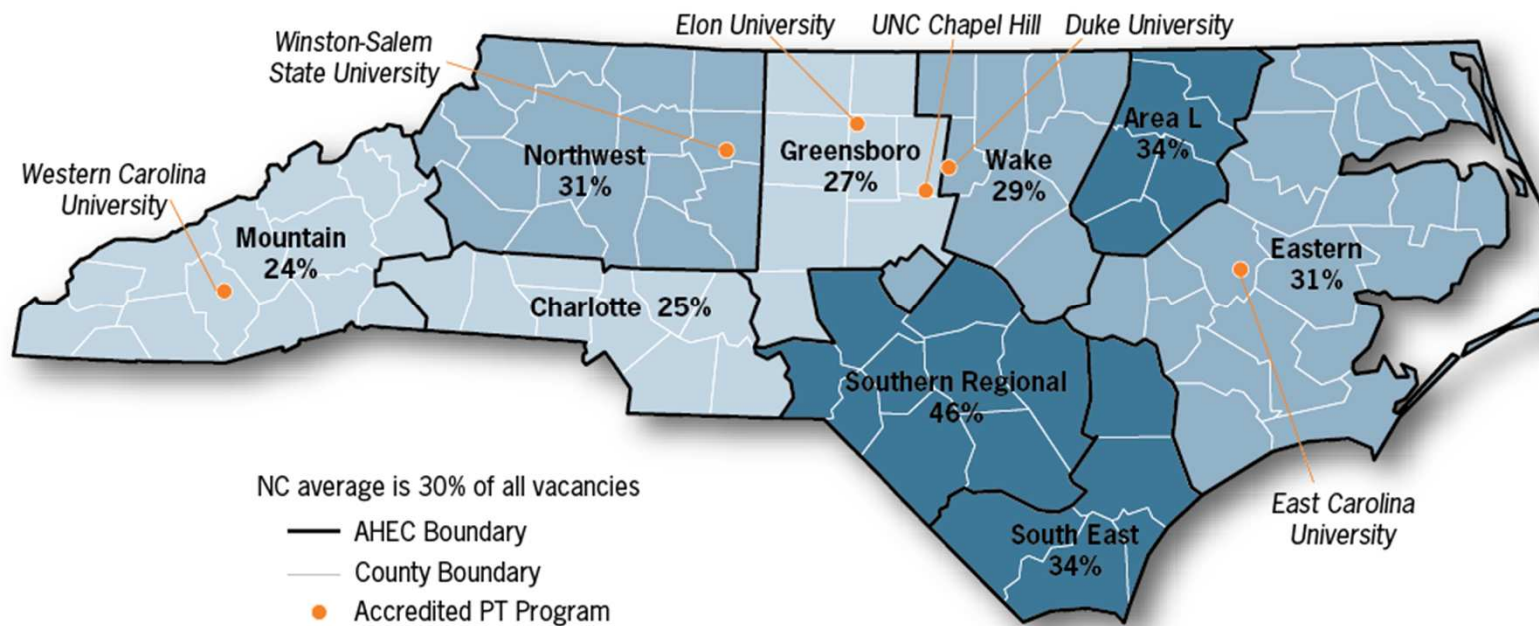 Elon University
UNC Chapel Hill
Duke University
Winston-Salem
State University
Western Carolina
University
Northwest
31%
Greensboro
27%
Wake
29%
Area L
34%
Mountain
24%
Eastern
31%
Charlotte 25%
Southern Regional
46%
South East
34%
East Carolina
University
NC average is 30% of all vacancies
AHEC Boundary
County Boundary
Accredited PT Program